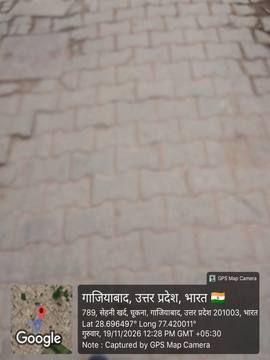 GPS Map Camera
गाजियाबाद, उत्तर प्रदेश, भारत 🇮🇳
789, सेहनी खर्द, घूकना, गाजियाबाद, उत्तर प्रदेश 201003, भारत
Lat 28.696497° Long 77.420011°
गुरुवार, 19/11/2026 12:28 PM GMT +05:30
Note : Captured by GPS Map Camera
Google